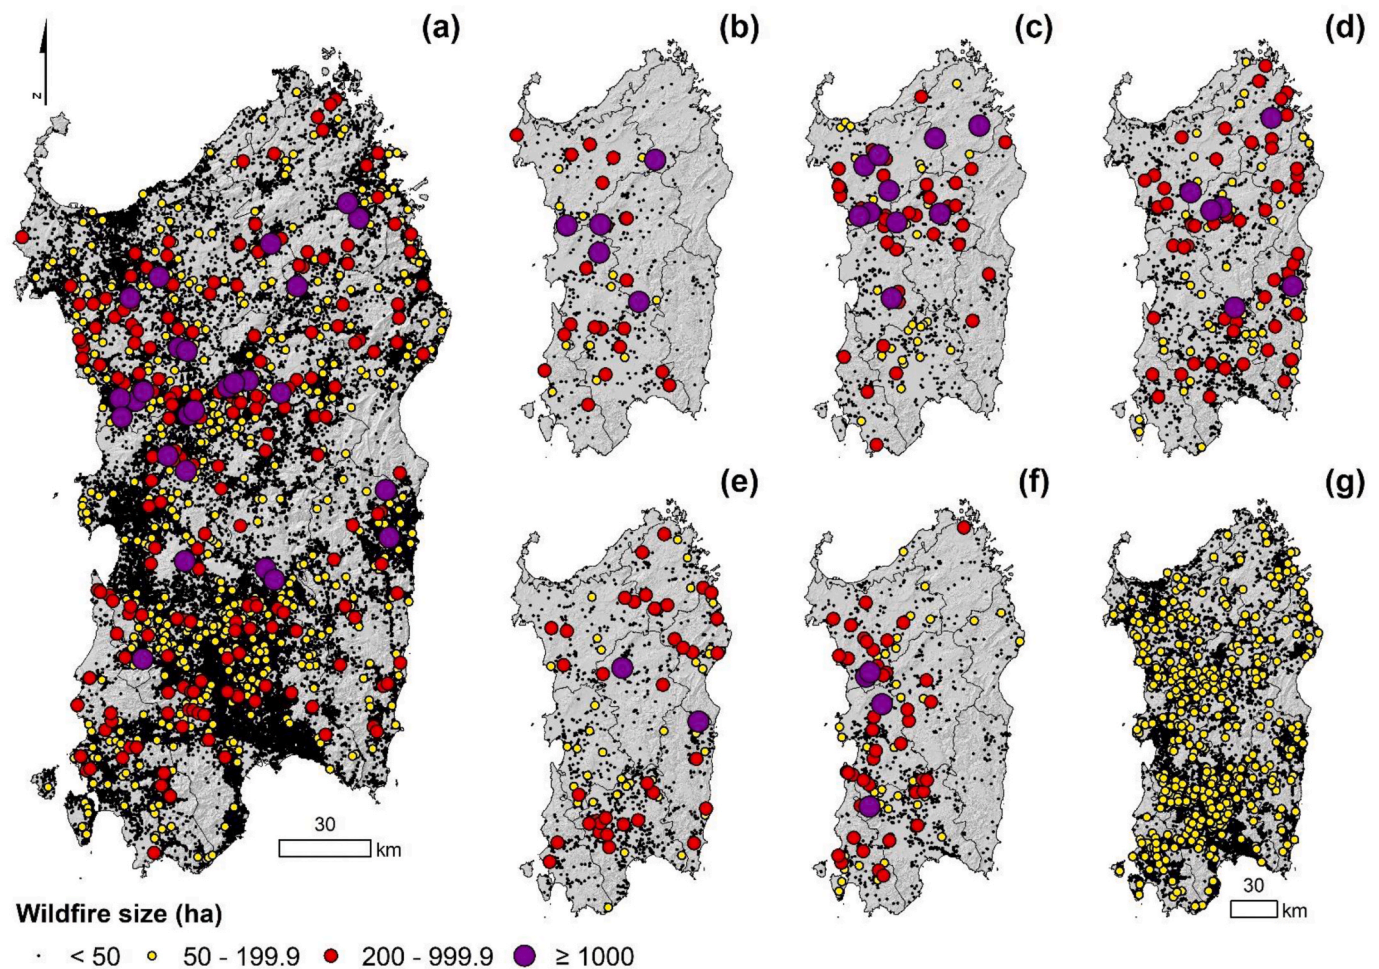 (a)
(b)
(c)
(d)
z
(e)
(f)
(g)
30
km
30
km
Wildfire size (ha)
< 50
50 - 199.9
200 - 999.9
≥ 1000